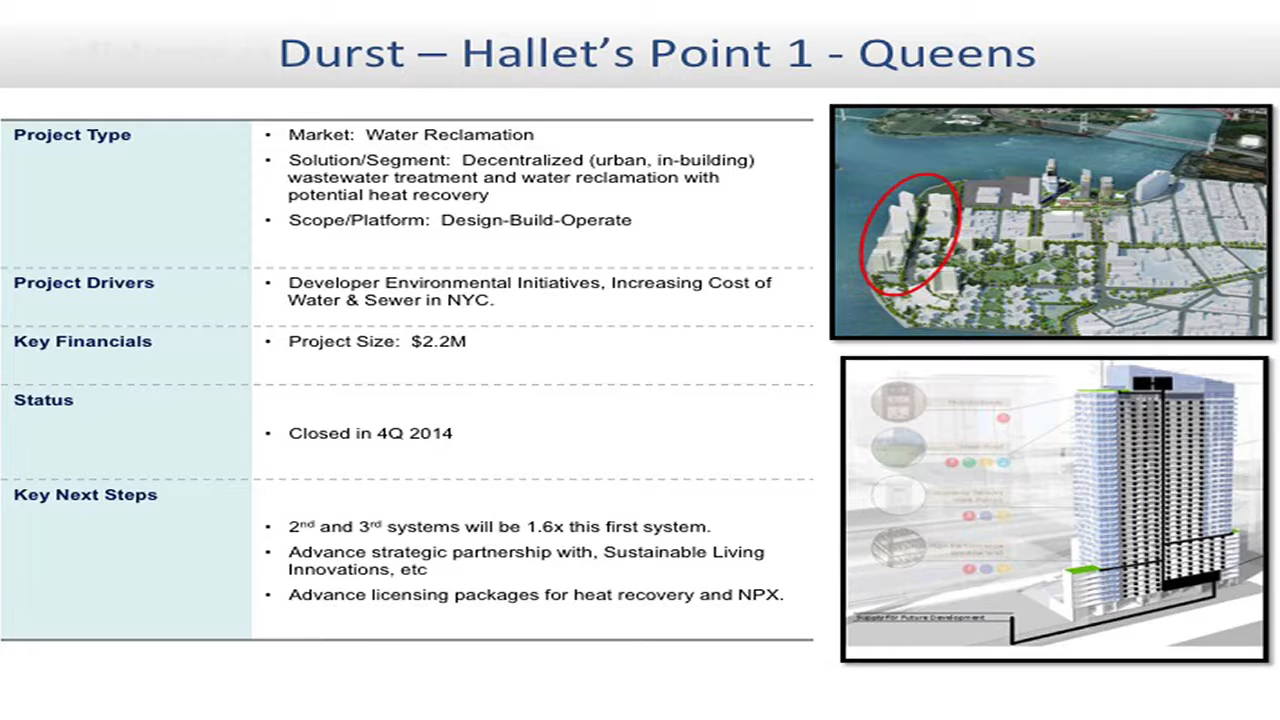 Durst – Hallet's Point 1 - Queens
Project Type
• Market: Water Reclamation
• Solution/Segment: Decentralized (urban, in-building)
wastewater treatment and water reclamation with
potential heat recovery
• Scope/Platform: Design-Build-Operate
Project Drivers
• Developer Environmental Initiatives, Increasing Cost of
Water & Sewer in NYC.
Key Financials
• Project Size: $2.2M
Status
• Closed in 4Q 2014
Key Next Steps
• 2nd and 3rd systems will be 1.6x this first system.
• Advance strategic partnership with, Sustainable Living
Innovations, etc
• Advance licensing packages for heat recovery and NPX.
Supply For Future Development